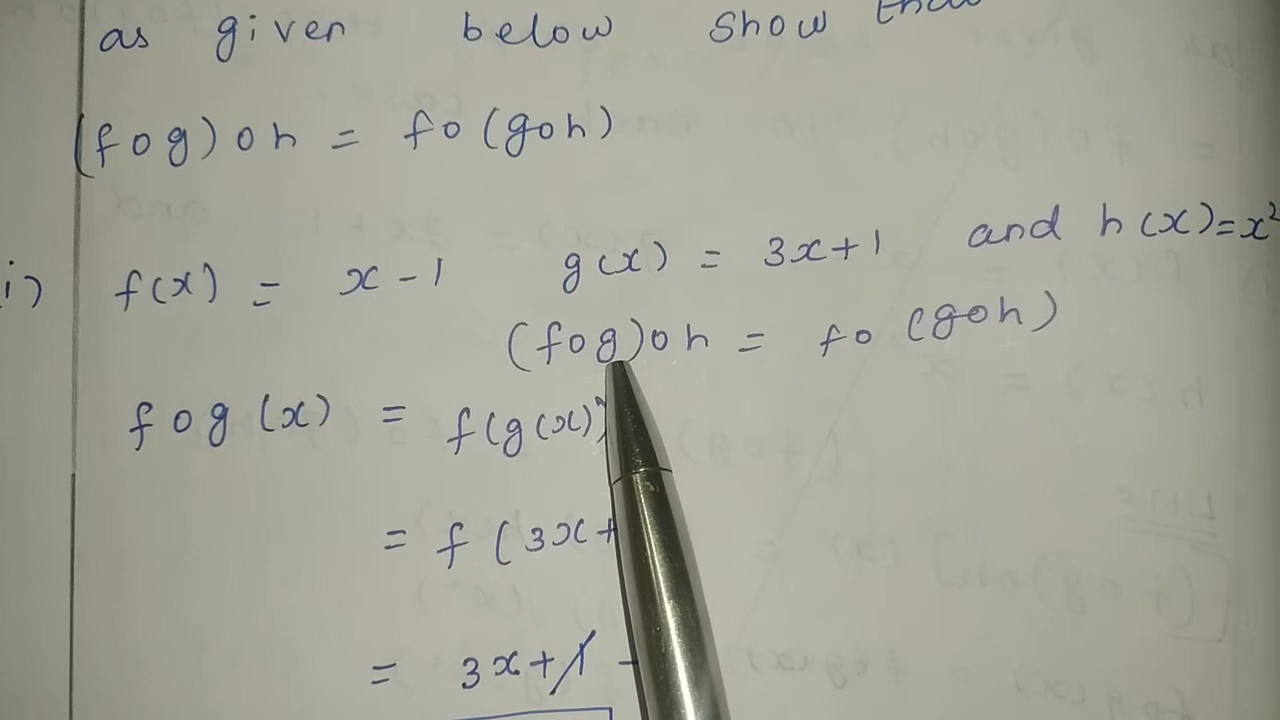 as given below show that
(fog)oh = fo(goh)
i) f(x) = x-1 g(x) = 3x+1 and h(x)=x²
(fog)oh = fo(goh)
fog(x) = f(g(x))
= f(3x+
= 3x+1 -